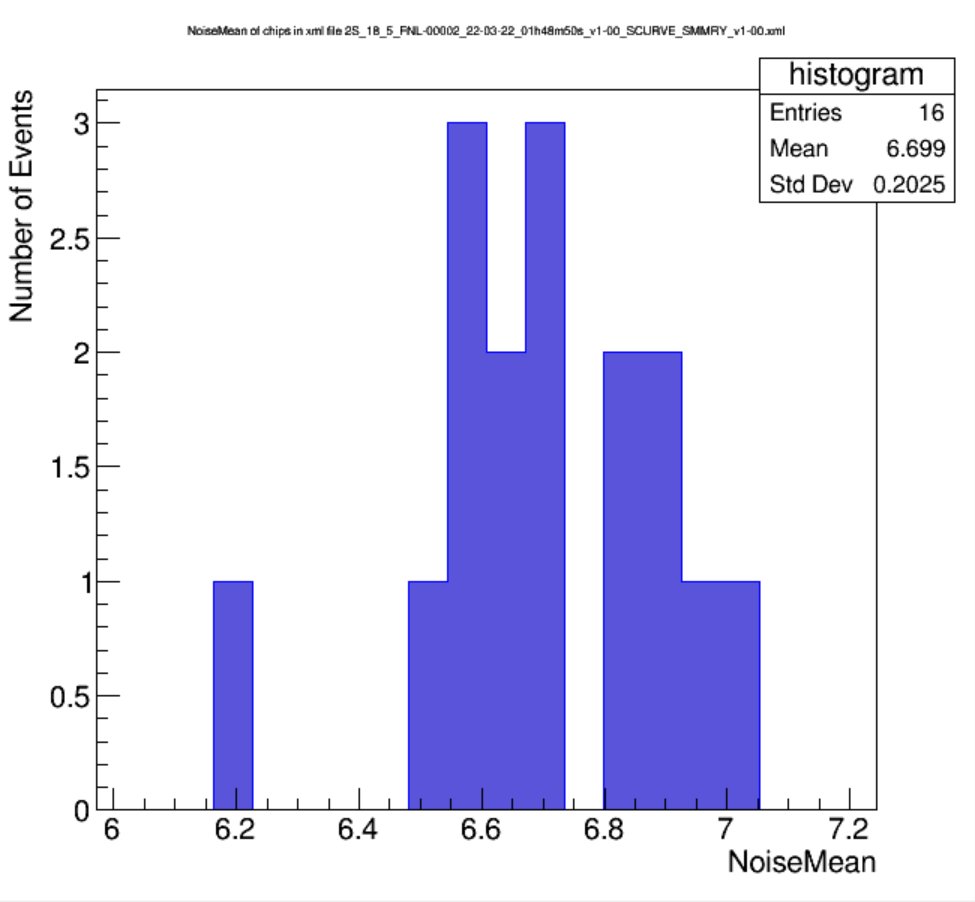 NoiseMean of chips in xml file 2S_18_5_FNL-00002_22-03-22_01h48m50s_v1-00_SCURVE_SMMRY_v1-00.xml
histogram
Entries 16
Mean 6.699
Std Dev 0.2025
Number of Events
3
2.5
2
1.5
1
0.5
0
6 6.2 6.4 6.6 6.8 7 7.2
NoiseMean